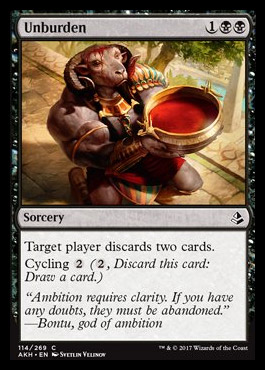 Unburden 1
Sorcery
Target player discards two cards.
Cycling 2 (2, Discard this card:
Draw a card.)
“Ambition requires clarity. If you have
any doubts, they must be abandoned.”
—Bontu, god of ambition
114/269 C
AKH • EN SVETLIN VELINOV
™ & © 2017 Wizards of the Coast